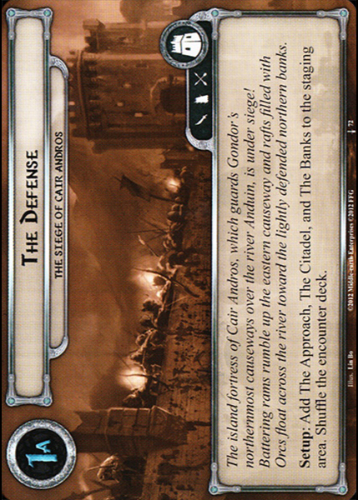 1A
The Defense
The Siege of Cair Andros
The island fortress of Cair Andros, which guards Gondor's
northernmost causeways over the river Anduin, is under siege!
Battering rams rumble up the eastern causeway and rafts filled with
Orcs float across the river toward the lightly defended northern banks.
Setup: Add The Approach, The Citadel, and The Banks to the staging
area. Shuffle the encounter deck.
Illus. Lin Bo ©2012 Middle-earth Enterprises ©2012 FFG 72